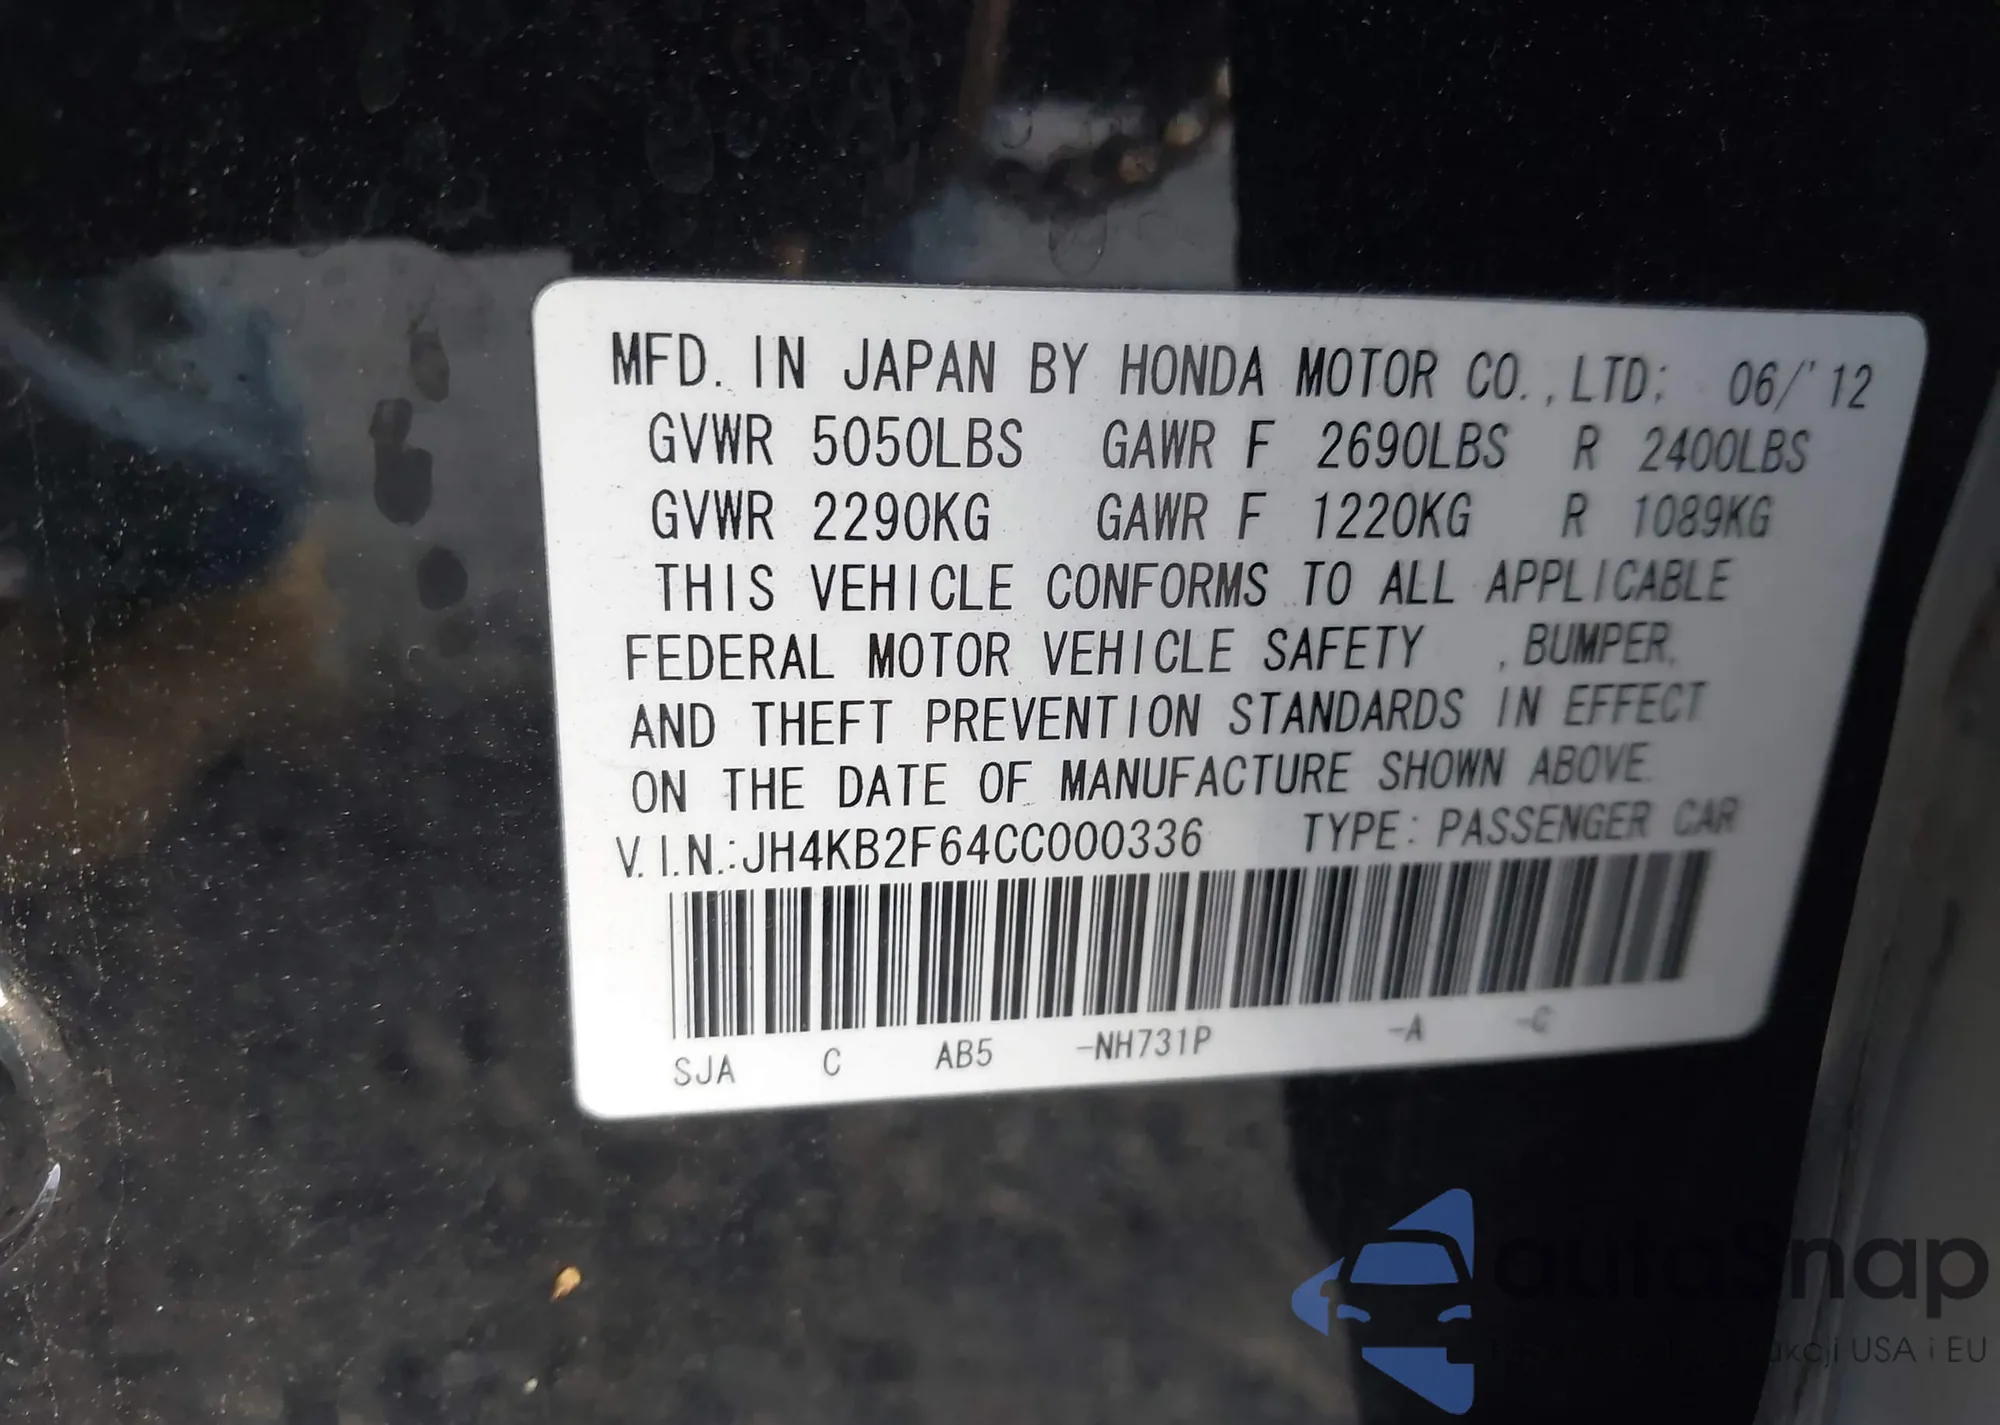 MFD. IN JAPAN BY HONDA MOTOR CO.,LTD: 06/'12
GVWR 5050LBS GAWR F 2690LBS R 2400LBS
GVWR 2290KG GAWR F 1220KG R 1089KG
THIS VEHICLE CONFORMS TO ALL APPLICABLE
FEDERAL MOTOR VEHICLE SAFETY , BUMPER,
AND THEFT PREVENTION STANDARDS IN EFFECT
ON THE DATE OF MANUFACTURE SHOWN ABOVE.
V.I.N.:JH4KB2F64CC000336 TYPE: PASSENGER CAR
SJA C AB5 -NH731P -A -C
autoSnap
USA i EU